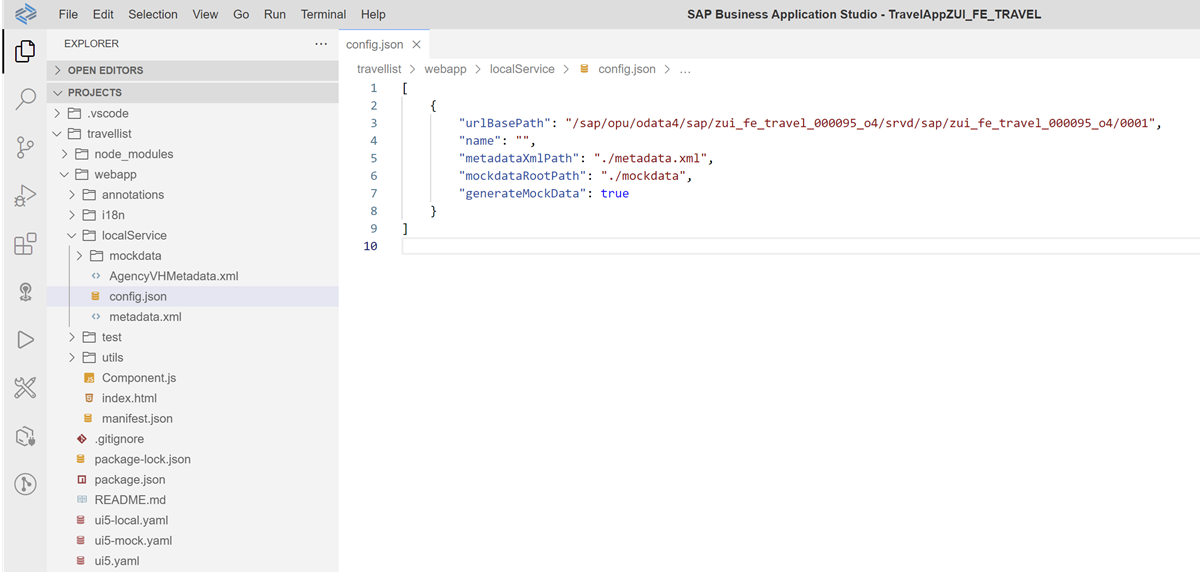 File Edit Selection View Go Run Terminal Help SAP Business Application Studio - TravelAppZUI_FE_TRAVEL
EXPLORER ...
OPEN EDITORS
PROJECTS
.vscode
travellist
node_modules
webapp
annotations
i18n
localService
mockdata
AgencyVHMetadata.xml
config.json
metadata.xml
test
utils
Component.js
index.html
manifest.json
.gitignore
package-lock.json
package.json
README.md
ui5-local.yaml
ui5-mock.yaml
ui5.yaml
config.json
travellist > webapp > localService > config.json > ...
1 [
2 {
3 "urlBasePath": "/sap/opu/odata4/sap/zui_fe_travel_000095_o4/srvd/sap/zui_fe_travel_000095_o4/0001",
4 "name": "",
5 "metadataXmlPath": "./metadata.xml",
6 "mockdataRootPath": "./mockdata",
7 "generateMockData": true
8 }
9 ]
10